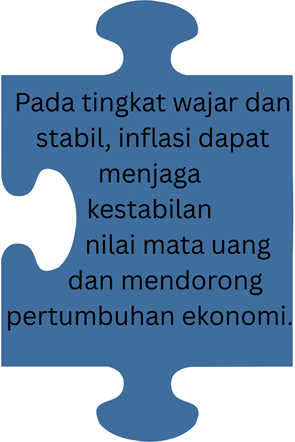 Pada tingkat wajar dan
stabil, inflasi dapat
menjaga
kestabilan
nilai mata uang
dan mendorong
pertumbuhan ekonomi.